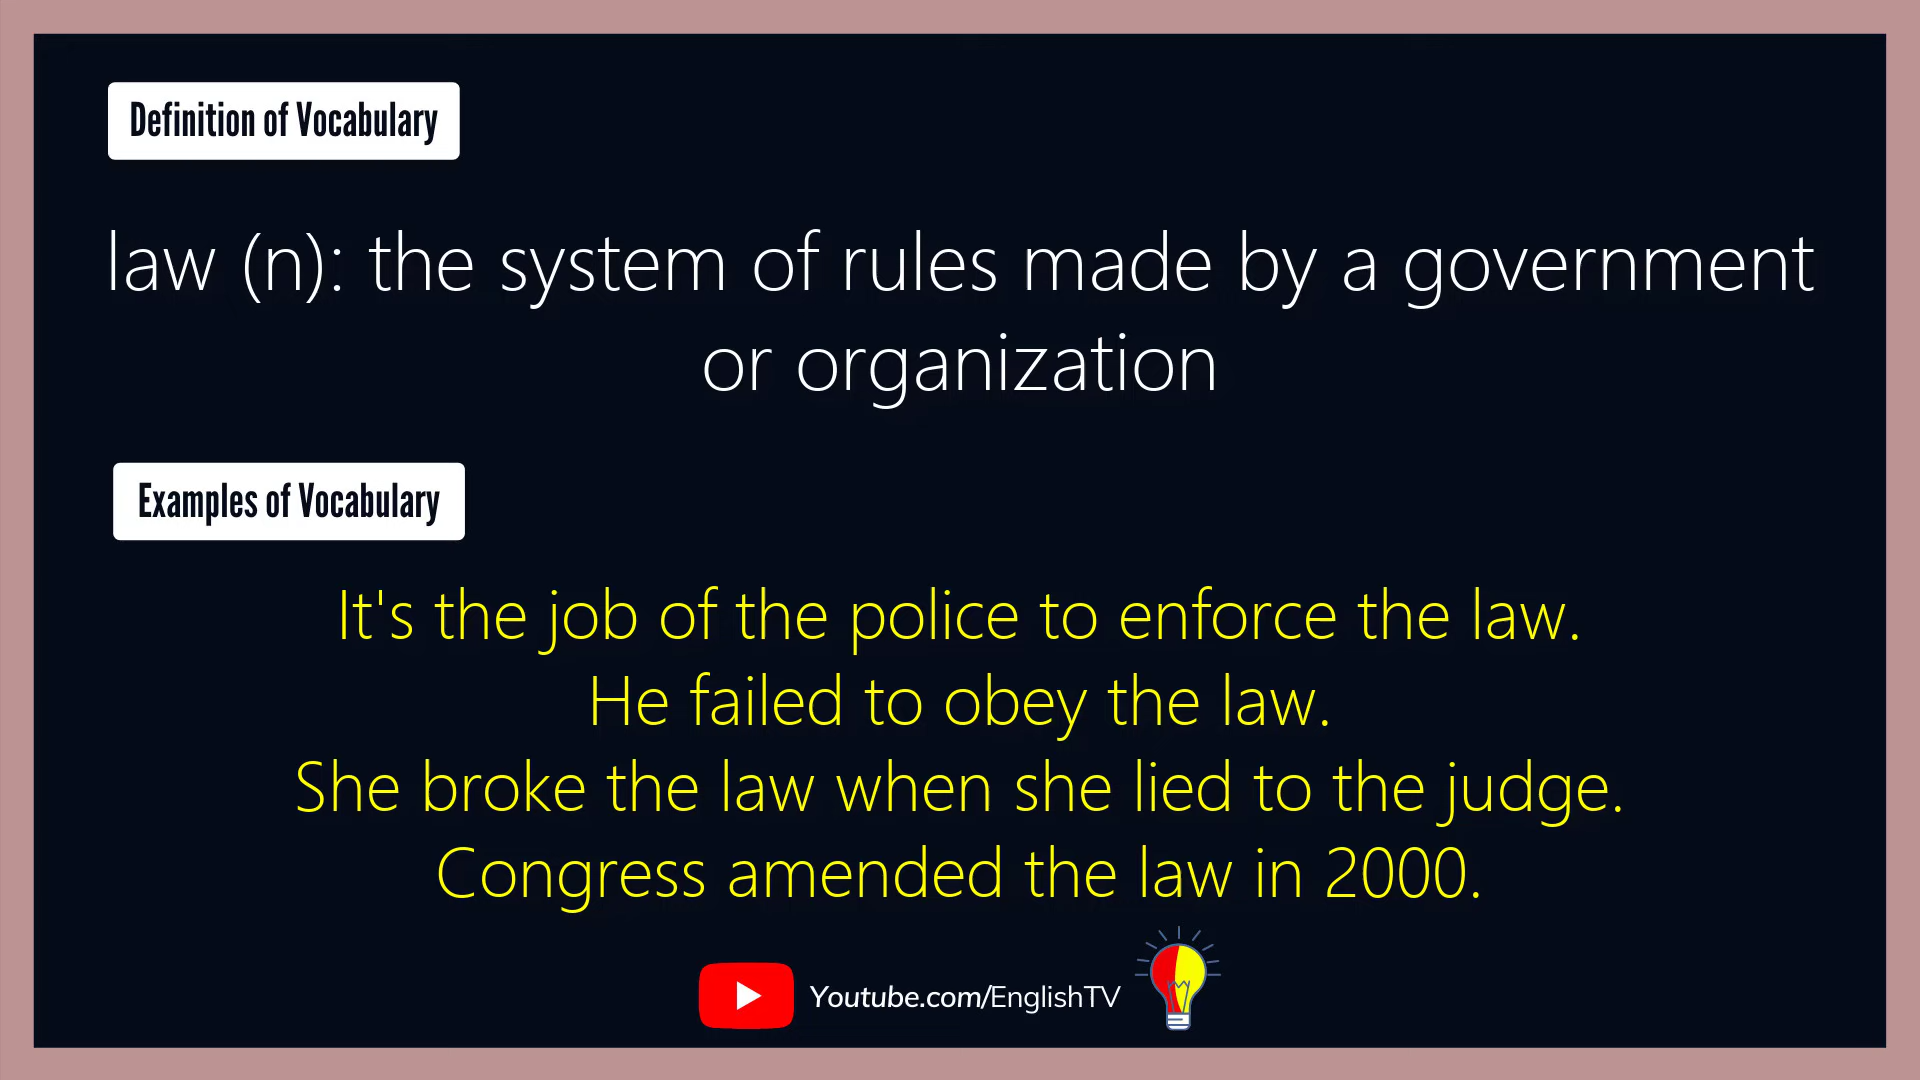 Definition of Vocabulary
law (n): the system of rules made by a government
or organization
Examples of Vocabulary
It's the job of the police to enforce the law.
He failed to obey the law.
She broke the law when she lied to the judge.
Congress amended the law in 2000.
Youtube.com/EnglishTV